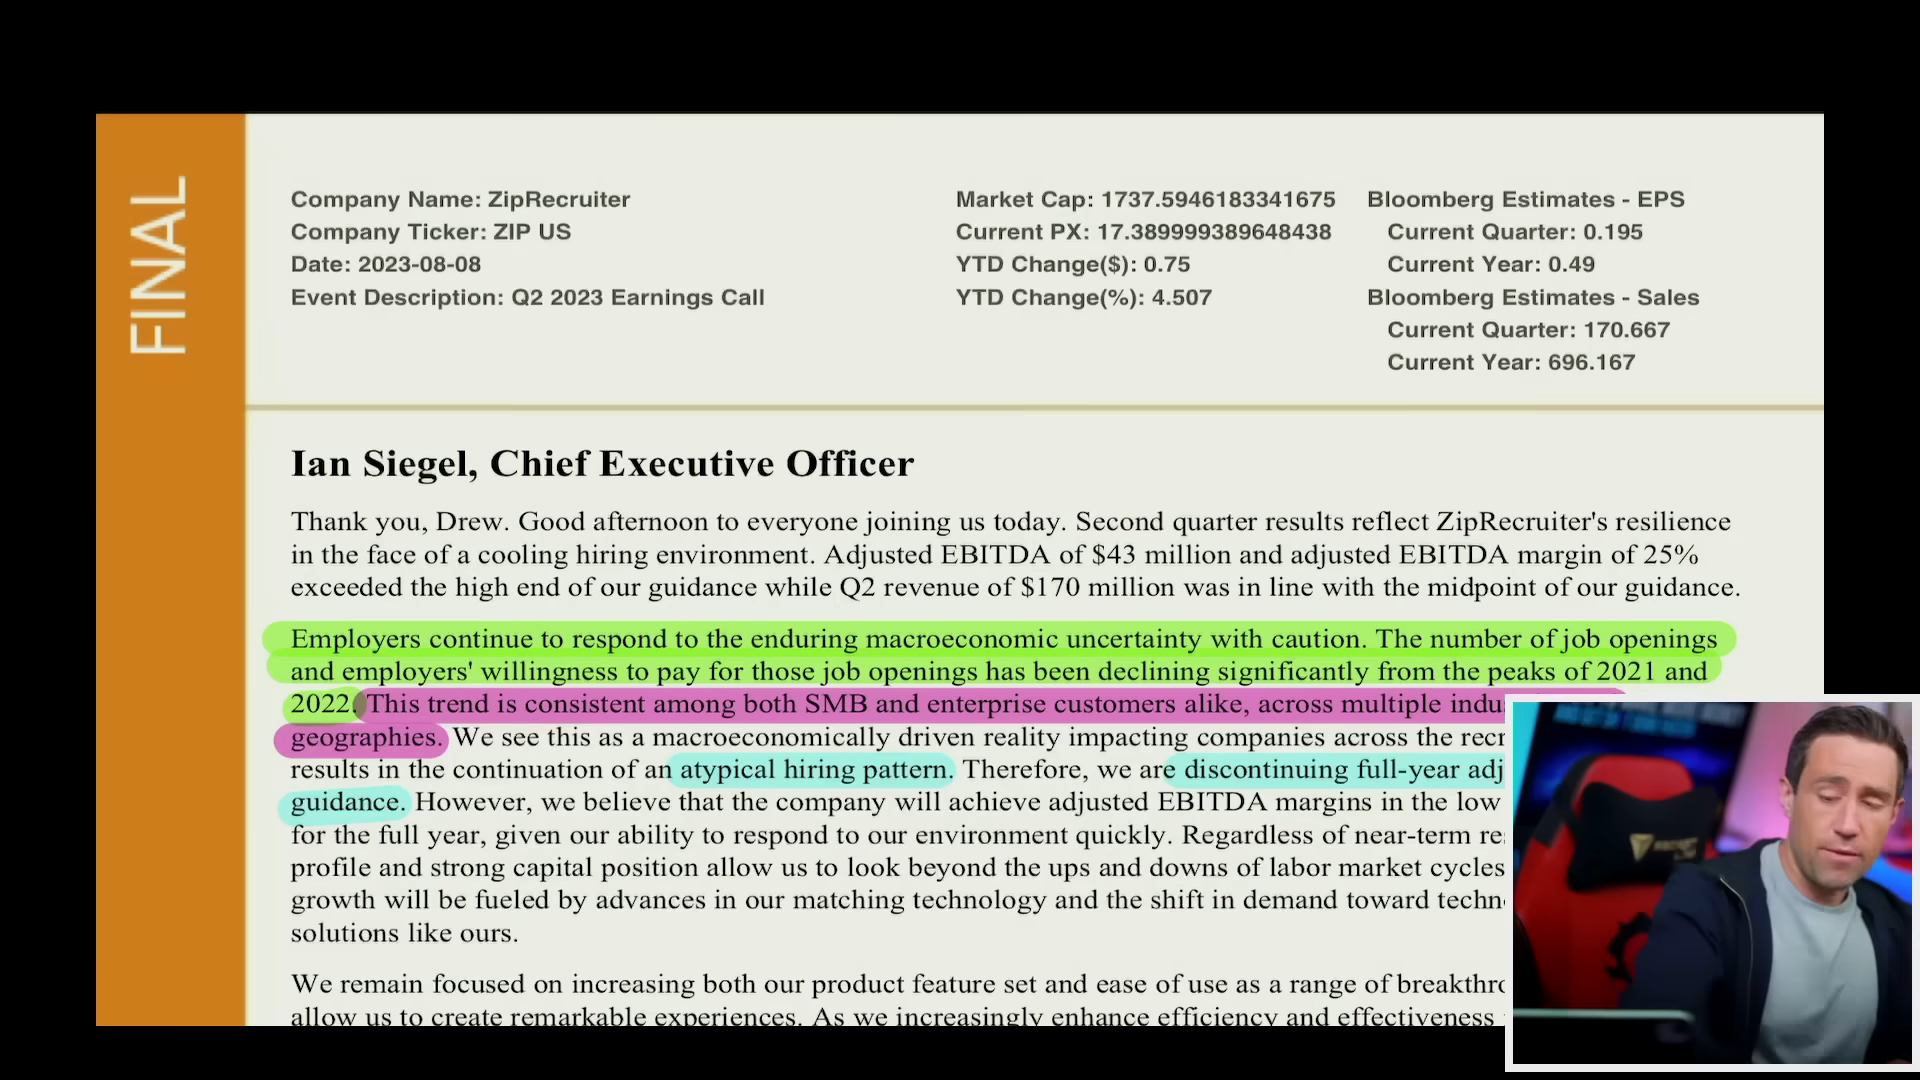 FINAL
Company Name: ZipRecruiter
Company Ticker: ZIP US
Date: 2023-08-08
Event Description: Q2 2023 Earnings Call
Market Cap: 1737.5946183341675
Current PX: 17.389999389648438
YTD Change($): 0.75
YTD Change(%): 4.507
Bloomberg Estimates - EPS
Current Quarter: 0.195
Current Year: 0.49
Bloomberg Estimates - Sales
Current Quarter: 170.667
Current Year: 696.167
Ian Siegel, Chief Executive Officer
Thank you, Drew. Good afternoon to everyone joining us today. Second quarter results reflect ZipRecruiter's resilience
in the face of a cooling hiring environment. Adjusted EBITDA of $43 million and adjusted EBITDA margin of 25%
exceeded the high end of our guidance while Q2 revenue of $170 million was in line with the midpoint of our guidance.
Employers continue to respond to the enduring macroeconomic uncertainty with caution. The number of job openings
and employers' willingness to pay for those job openings has been declining significantly from the peaks of 2021 and
2022. This trend is consistent among both SMB and enterprise customers alike, across multiple
geographies. We see this as a macroeconomically driven reality impacting companies across the
results in the continuation of an atypical hiring pattern. Therefore, we are discontinuing full-year
guidance. However, we believe that the company will achieve adjusted EBITDA margins in the low
for the full year, given our ability to respond to our environment quickly. Regardless of near-term
profile and strong capital position allow us to look beyond the ups and downs of labor market cycles
growth will be fueled by advances in our matching technology and the shift in demand toward
solutions like ours.
We remain focused on increasing both our product feature set and ease of use as a range of
allow us to create remarkable experiences. As we increasingly enhance efficiency and effectiveness